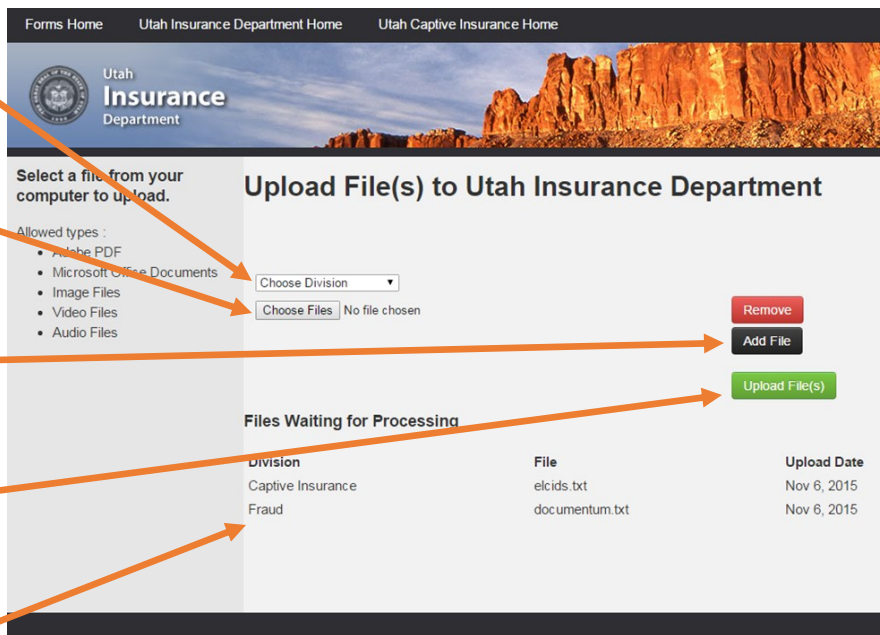 Forms Home Utah Insurance Department Home Utah Captive Insurance Home
Utah
Insurance
Department
Select a file from your
computer to upload.
Allowed types :
Adobe PDF
Microsoft Office Documents
Image Files
Video Files
Audio Files
Upload File(s) to Utah Insurance Department
Choose Division
Choose Files No file chosen
Remove
Add File
Upload File(s)
Files Waiting for Processing
Division File Upload Date
Captive Insurance elcids.txt Nov 6, 2015
Fraud documentum.txt Nov 6, 2015